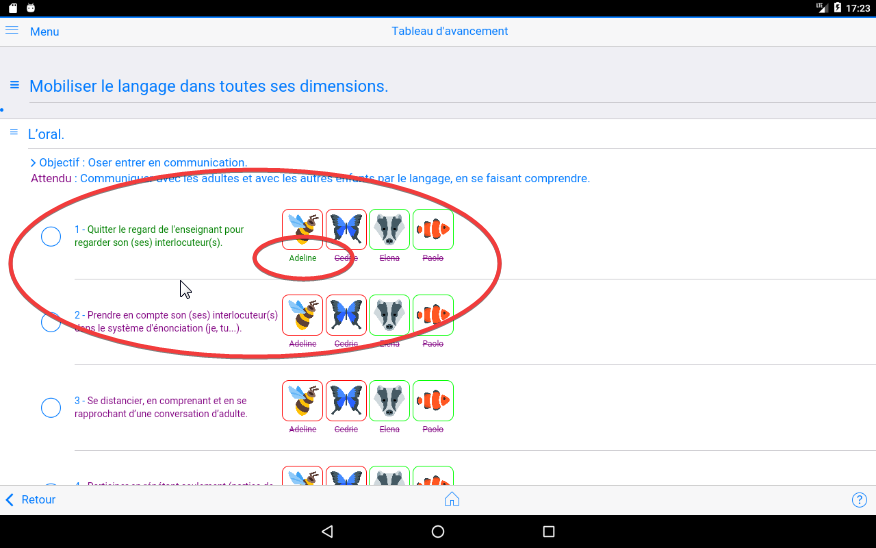 17:23
Menu
Tableau d'avancement
Mobiliser le langage dans toutes ses dimensions.
L'oral.
Objectif : Oser entrer en communication.
Attendu : Communiquer avec les adultes et avec les autres enfants par le langage, en se faisant comprendre.
1 - Quitter le regard de l'enseignant pour
regarder son (ses) interlocuteur(s).
Adeline Cedric Elena Paolo
2 - Prendre en compte son (ses) interlocuteur(s)
dans le système d'énonciation (je, tu...).
Adeline Cedric Elena Paolo
3 - Se distancier, en comprenant et en se
rapprochant d'une conversation d'adulte.
Adeline Cedric Elena Paolo
Retour
?